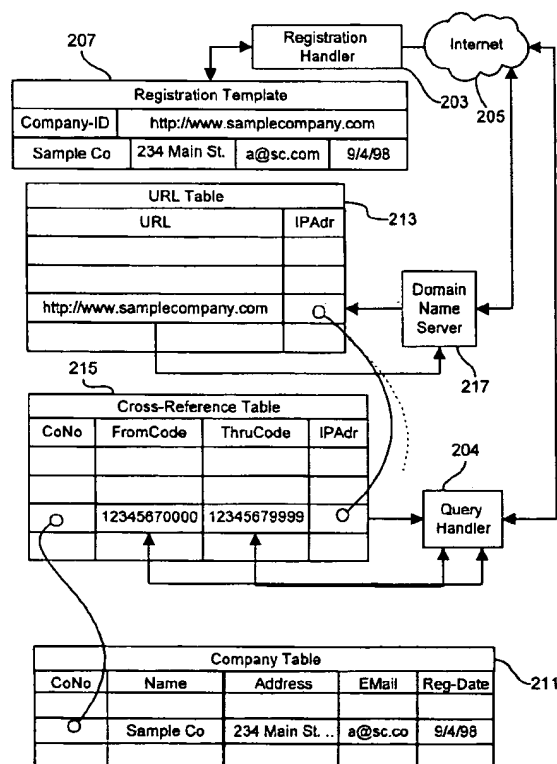 207
Registration
Handler
203
Internet
205
Registration Template
Company-ID http://www.samplecompany.com
Sample Co 234 Main St. a@sc.com 9/4/98
URL Table
213
URL IPAdr
http://www.samplecompany.com
Domain
Name
Server
217
215
Cross-Reference Table
CoNo FromCode ThruCode IPAdr
12345670000 12345679999
204
Query
Handler
Company Table
211
CoNo Name Address EMail Reg-Date
Sample Co 234 Main St. .. a@sc.co 9/4/98